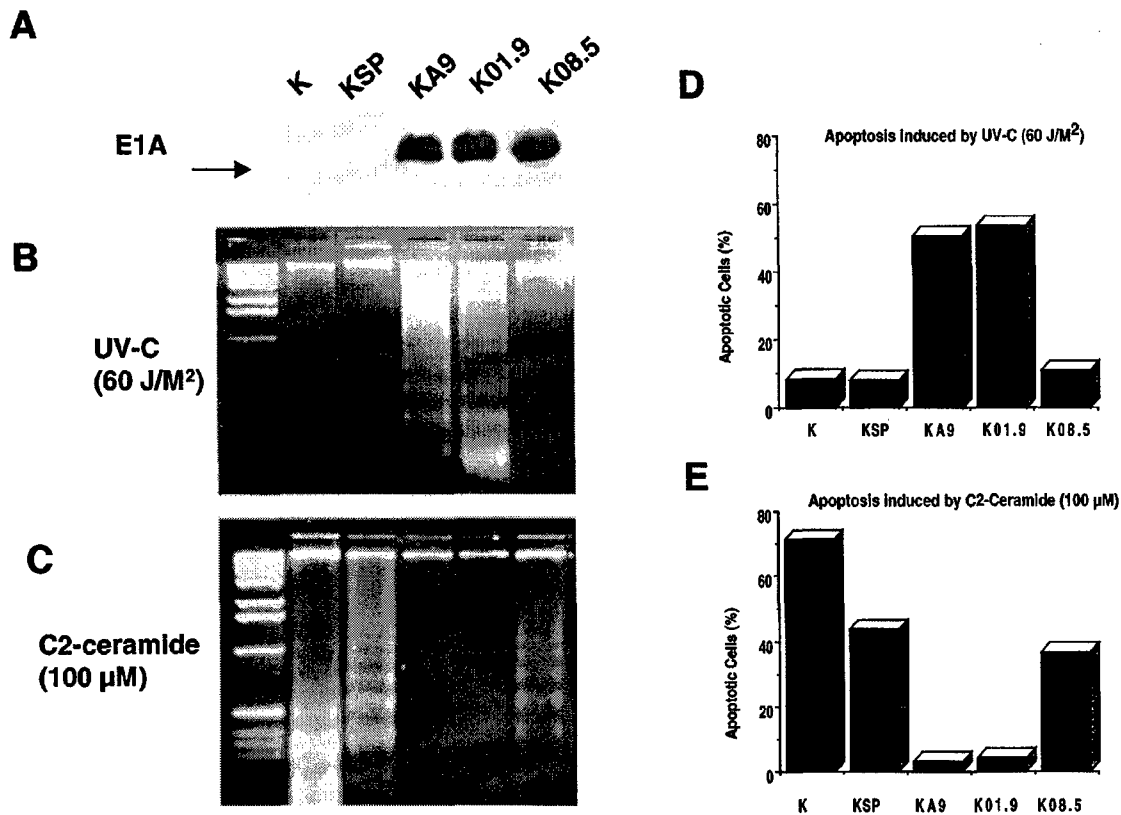 A
K KSP KA9 K01.9 K08.5
E1A
B
UV-C
(60 J/M²)
C
C2-ceramide
(100 µM)
D
Apoptosis induced by UV-C (60 J/M²)
Apoptotic Cells (%)
80
60
40
20
0
K KSP KA9 K01.9 K08.5
E
Apoptosis induced by C2-Ceramide (100 µM)
Apoptotic Cells (%)
80
60
40
20
0
K KSP KA9 K01.9 K08.5